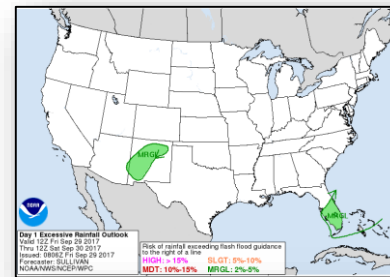 MRGL
MRGL
NOAA
Day 1 Excessive Rainfall Outlook
Valid 12Z Fri Sep 29 2017
Thru 12Z Sat Sep 30 2017
Issued: 0808Z Fri Sep 29 2017
Forecaster: SULLIVAN
NOAA/NWS/NCEP/WPC
Risk of rainfall exceeding flash flood guidance
to the right of a line
HIGH: > 15% SLGT: 5%-10%
MDT: 10%-15% MRGL: 2%-5%